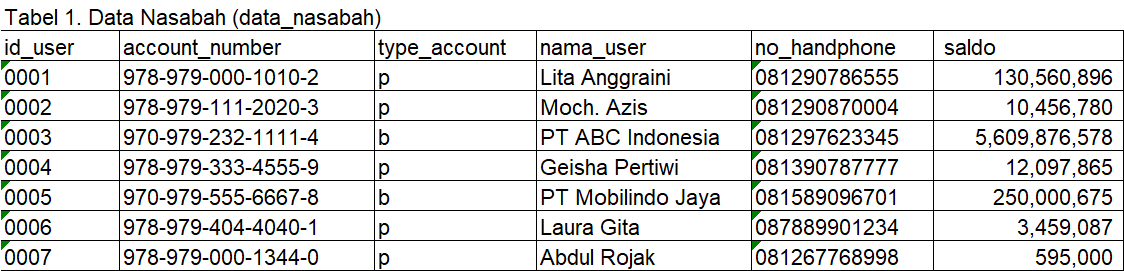 Tabel 1. Data Nasabah (data_nasabah)
id_user account_number type_account nama_user no_handphone saldo
0001 978-979-000-1010-2 p Lita Anggraini 081290786555 130,560,896
0002 978-979-111-2020-3 p Moch. Azis 081290870004 10,456,780
0003 970-979-232-1111-4 b PT ABC Indonesia 081297623345 5,609,876,578
0004 978-979-333-4555-9 p Geisha Pertiwi 081390787777 12,097,865
0005 970-979-555-6667-8 b PT Mobilindo Jaya 081589096701 250,000,675
0006 978-979-404-4040-1 p Laura Gita 087889901234 3,459,087
0007 978-979-000-1344-0 p Abdul Rojak 081267768998 595,000